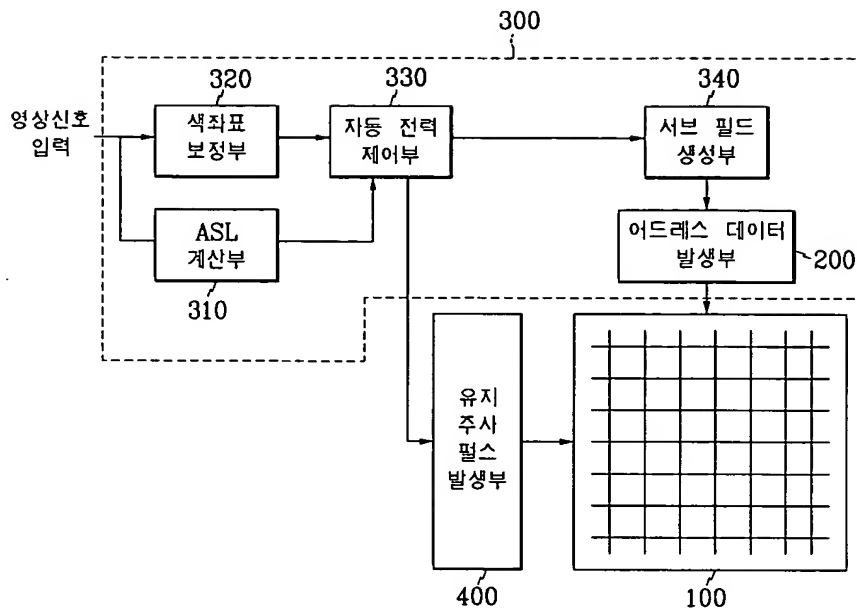 300
320
330
340
영상신호
입력
색좌표
보정부
자동 전력
제어부
서브 필드
생성부
ASL
계산부
310
어드레스 데이터
발생부
200
유지
주사
펄스
발생부
400
100